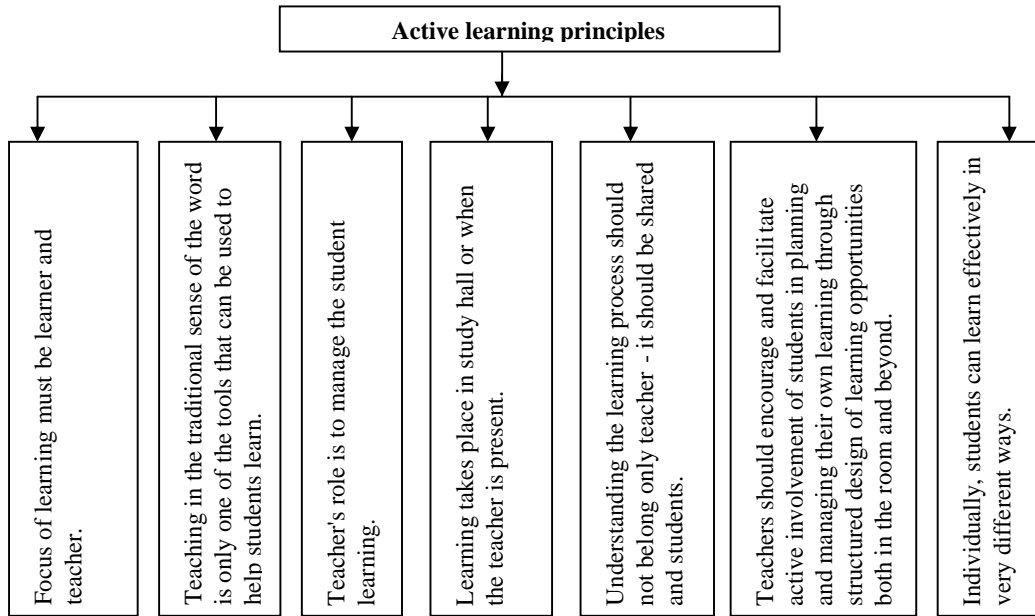 Active learning principles
Focus of learning must be learner and
teacher.
Teaching in the traditional sense of the word
is only one of the tools that can be used to
help students learn.
Teacher's role is to manage the student
learning.
Learning takes place in study hall or when
the teacher is present.
Understanding the learning process should
not belong only teacher - it should be shared
and students.
Teachers should encourage and facilitate
active involvement of students in planning
and managing their own learning through
structured design of learning opportunities
both in the room and beyond.
Individually, students can learn effectively in
very different ways.